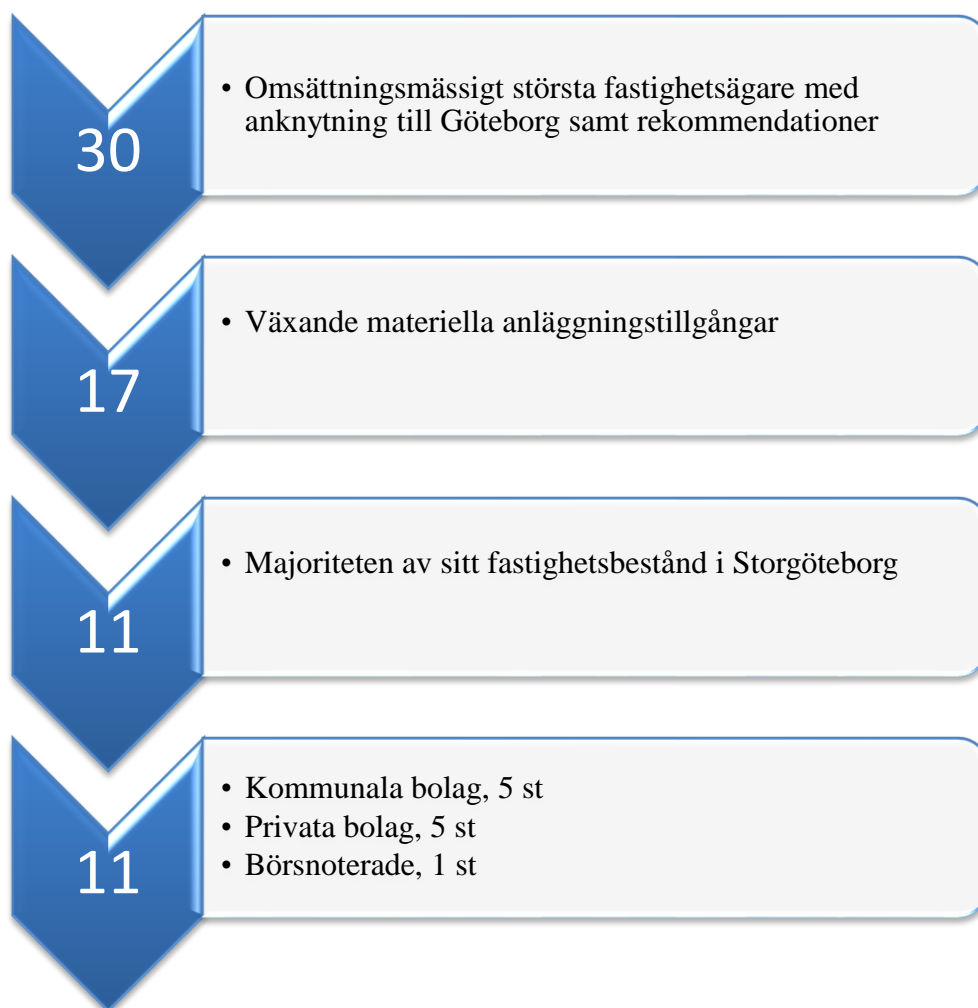 30
• Omsättningsmässigt största fastighetsägare med
anknytning till Göteborg samt rekommendationer
17
• Växande materiella anläggningstillgångar
11
• Majoriteten av sitt fastighetsbestånd i Storgöteborg
11
• Kommunala bolag, 5 st
• Privata bolag, 5 st
• Börsnoterade, 1 st